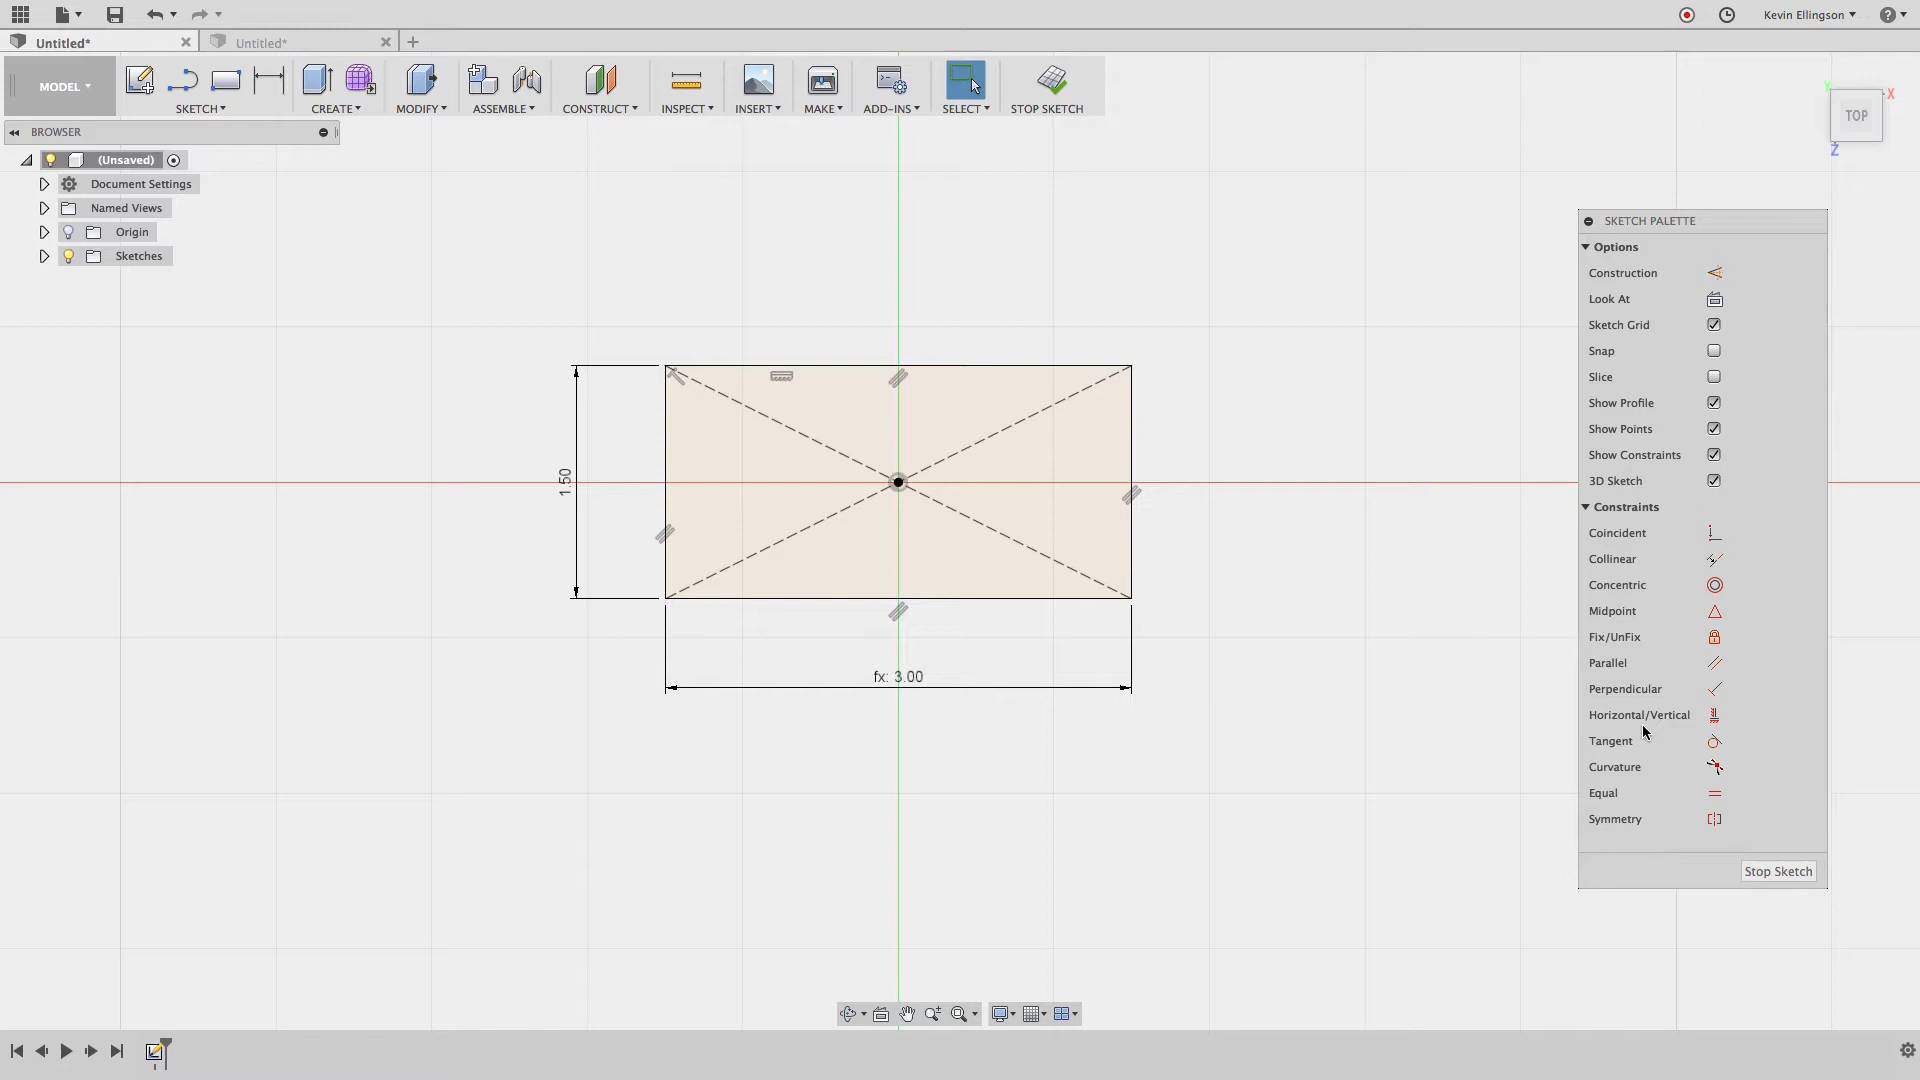 Kevin Ellingson
Untitled*
Untitled*
MODEL
SKETCH
CREATE
MODIFY
ASSEMBLE
CONSTRUCT
INSPECT
INSERT
MAKE
ADD-INS
SELECT
STOP SKETCH
BROWSER
(Unsaved)
Document Settings
Named Views
Origin
Sketches
Y
X
TOP
Z
1.50
fx: 3.00
SKETCH PALETTE
Options
Construction
Look At
Sketch Grid
Snap
Slice
Show Profile
Show Points
Show Constraints
3D Sketch
Constraints
Coincident
Collinear
Concentric
Midpoint
Fix/UnFix
Parallel
Perpendicular
Horizontal/Vertical
Tangent
Curvature
Equal
Symmetry
Stop Sketch